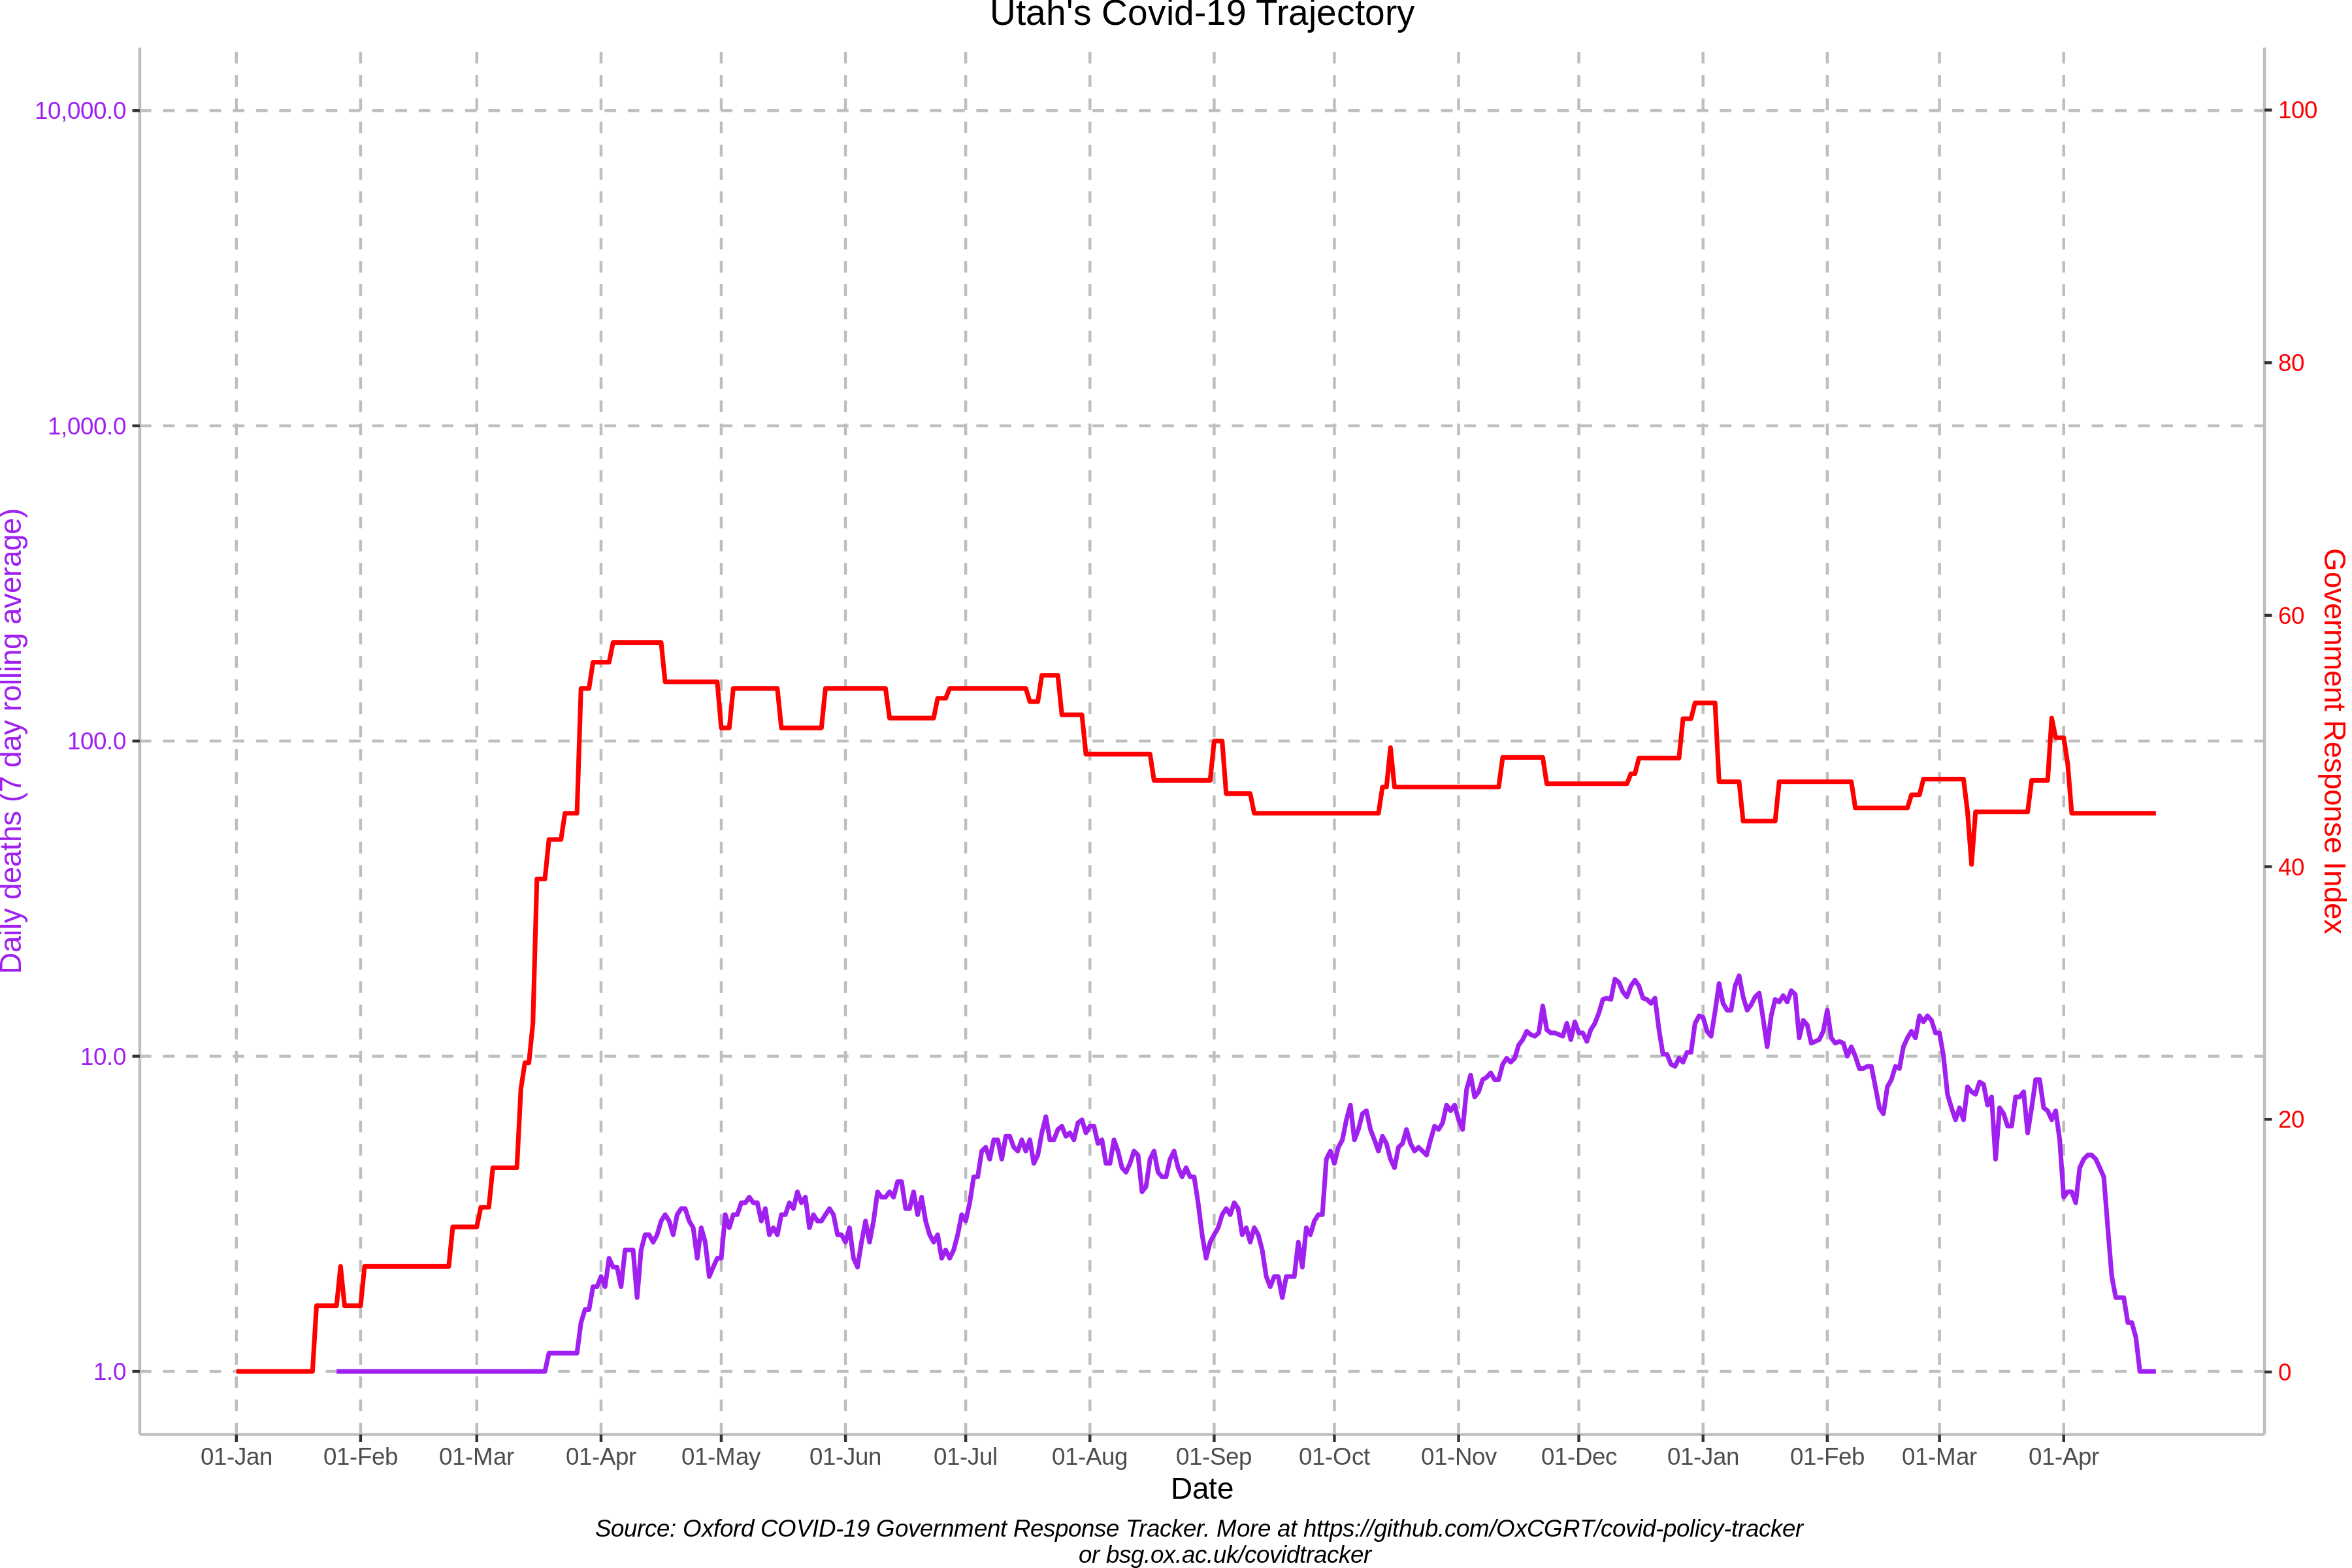 Utah's Covid-19 Trajectory
10,000.0
1,000.0
100.0
10.0
1.0
Daily deaths (7 day rolling average)
100
80
60
40
20
0
Government Response Index
01-Jan 01-Feb 01-Mar 01-Apr 01-May 01-Jun 01-Jul 01-Aug 01-Sep 01-Oct 01-Nov 01-Dec 01-Jan 01-Feb 01-Mar 01-Apr
Date
Source: Oxford COVID-19 Government Response Tracker. More at https://github.com/OxCGRT/covid-policy-tracker
or bsg.ox.ac.uk/covidtracker